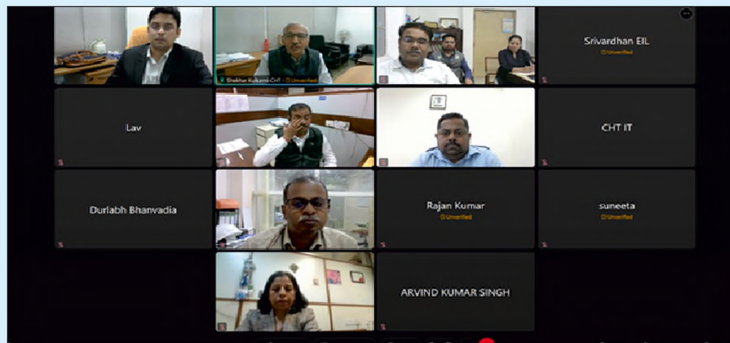 Srivardhan EIL
Unverified
Shekhar Kulkarni-CHT - Unverified
Lav
CHT IT
Durlabh Bhanvadia
Rajan Kumar
Unverified
suneeta
Unverified
ARVIND KUMAR SINGH